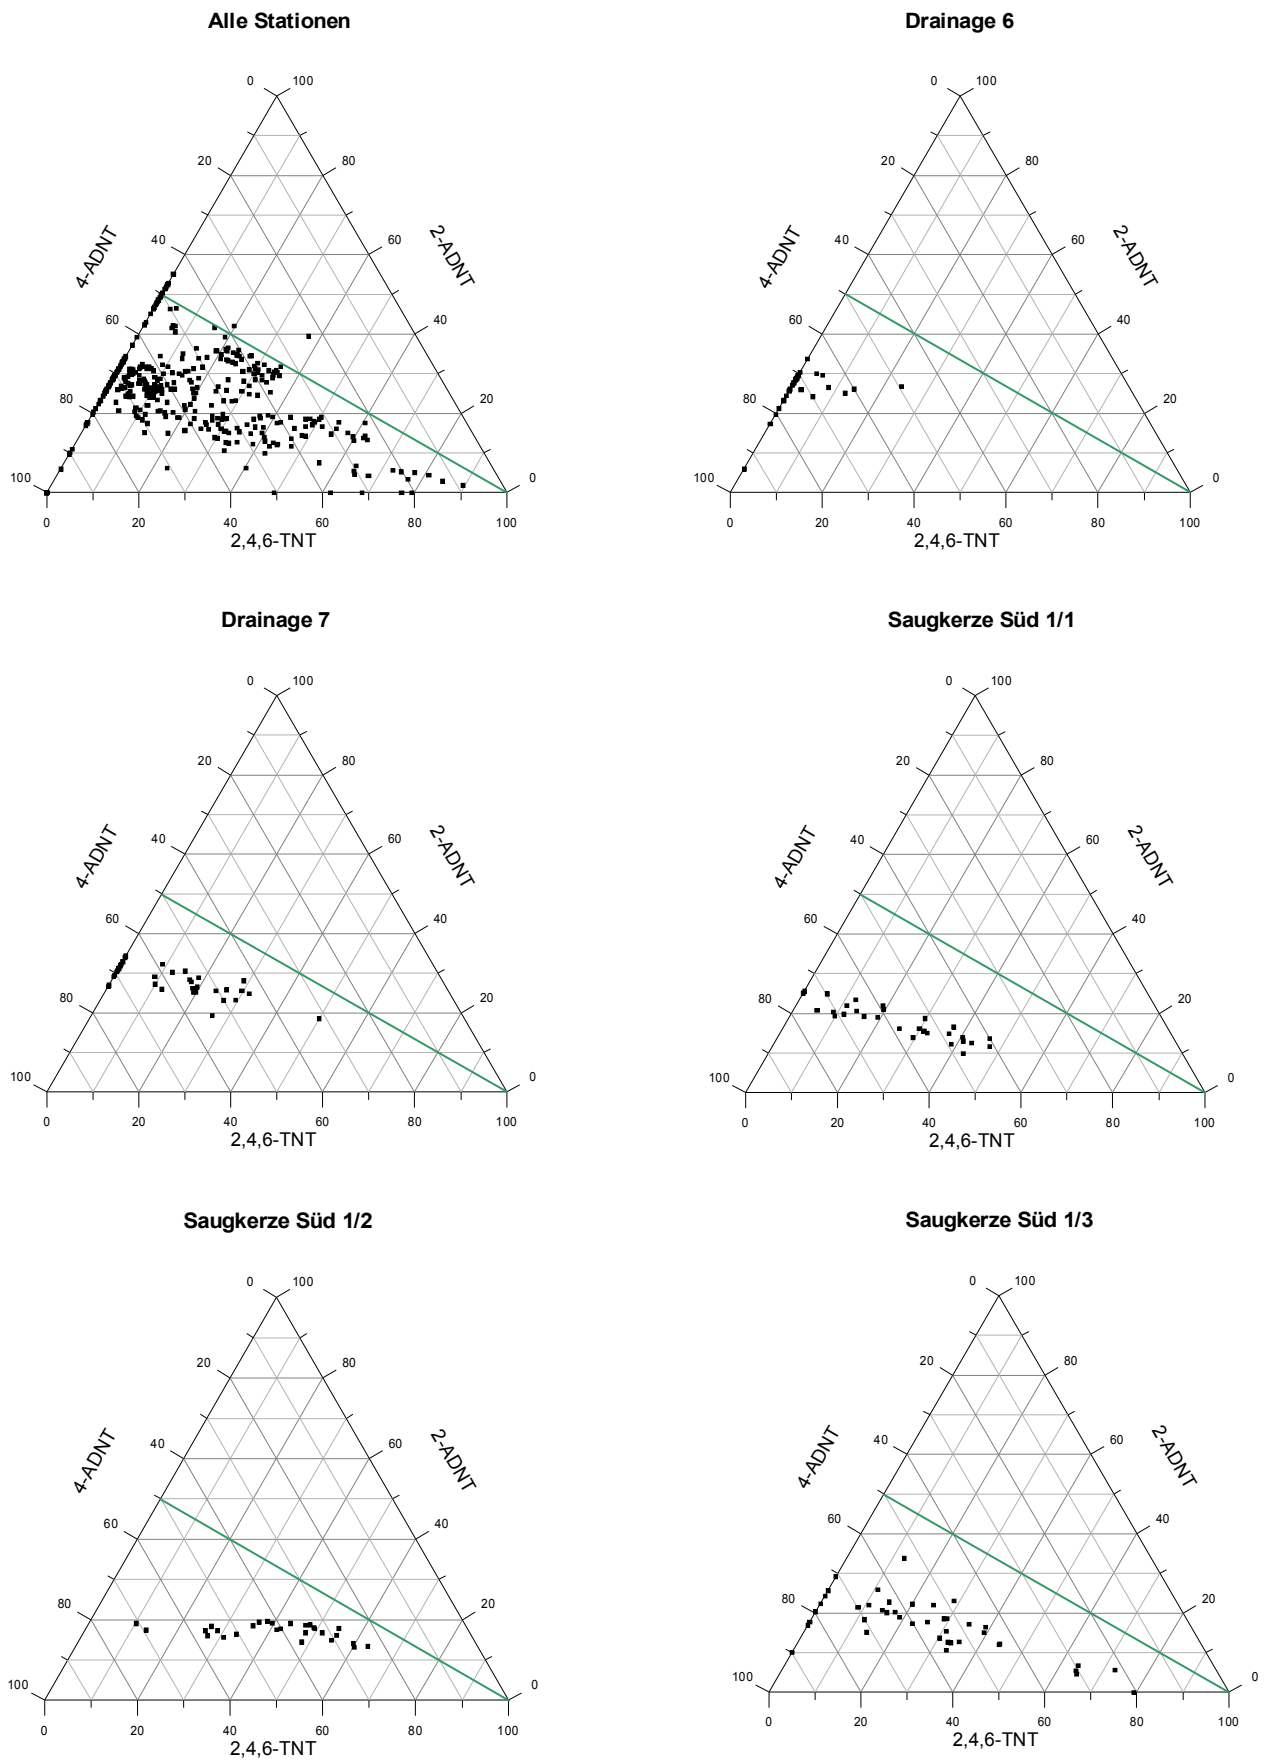 Alle Stationen
0 100
20 80
4-ADNT 40 60 2-ADNT
60 40
80 20
100 0
0 20 40 60 80 100
2,4,6-TNT
Drainage 6
0 100
20 80
4-ADNT 40 60 2-ADNT
60 40
80 20
100 0
0 20 40 60 80 100
2,4,6-TNT
Drainage 7
0 100
20 80
4-ADNT 40 60 2-ADNT
60 40
80 20
100 0
0 20 40 60 80 100
2,4,6-TNT
Saugkerze Süd 1/1
0 100
20 80
4-ADNT 40 60 2-ADNT
60 40
80 20
100 0
0 20 40 60 80 100
2,4,6-TNT
Saugkerze Süd 1/2
0 100
20 80
4-ADNT 40 60 2-ADNT
60 40
80 20
100 0
0 20 40 60 80 100
2,4,6-TNT
Saugkerze Süd 1/3
0 100
20 80
4-ADNT 40 60 2-ADNT
60 40
80 20
100 0
0 20 40 60 80 100
2,4,6-TNT